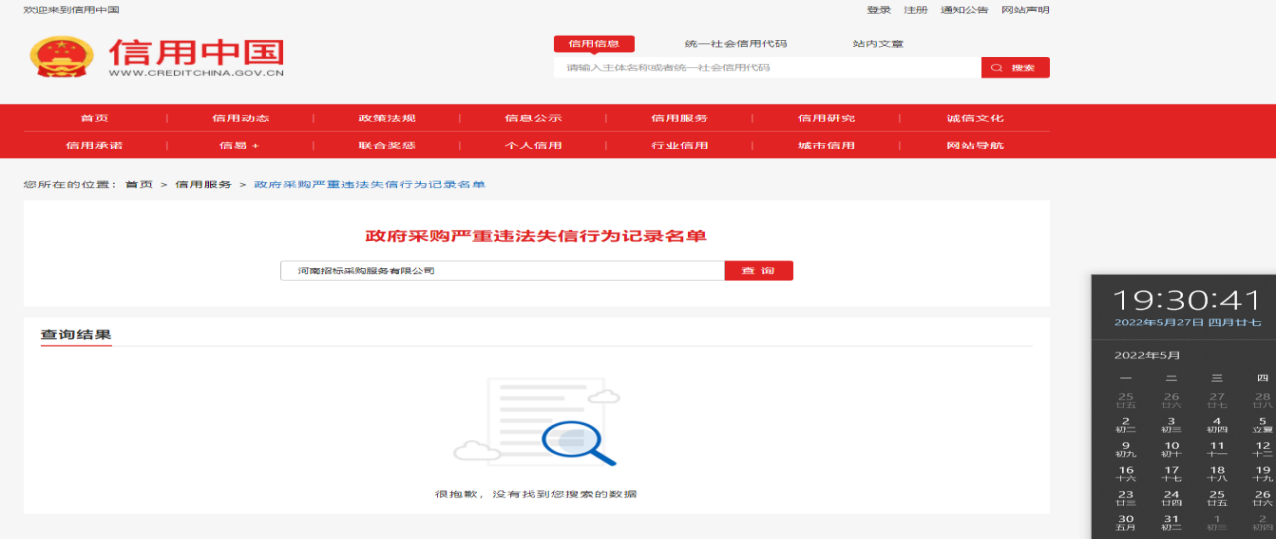 欢迎来到信用中国
登录 注册 通知公告 网站声明
信用中国
WWW.CREDITCHINA.GOV.CN
信用信息 统一社会信用代码 站内文章
请输入主体名称或者统一社会信用代码
搜索
首页 | 信用动态 | 政策法规 | 信息公示 | 信用服务 | 信用研究 | 诚信文化
信用承诺 | 信易 + | 联合奖惩 | 个人信用 | 行业信用 | 城市信用 | 网站导航
您所在的位置： 首页 > 信用服务 > 政府采购严重违法失信行为记录名单
政府采购严重违法失信行为记录名单
河南招标采购服务有限公司
查 询
查询结果
很抱歉，没有找到您搜索的数据
19:30:41
2022年5月27日 四月廿七
2022年5月
一 二 三 四
25 26 27 28
廿五 廿六 廿七 廿八
2 3 4 5
初二 初三 初四 立夏
9 10 11 12
初九 初十 十一 十二
16 17 18 19
十六 十七 十八 十九
23 24 25 26
廿三 廿四 廿五 廿六
30 31 1 2
五月 初二 初三 初四